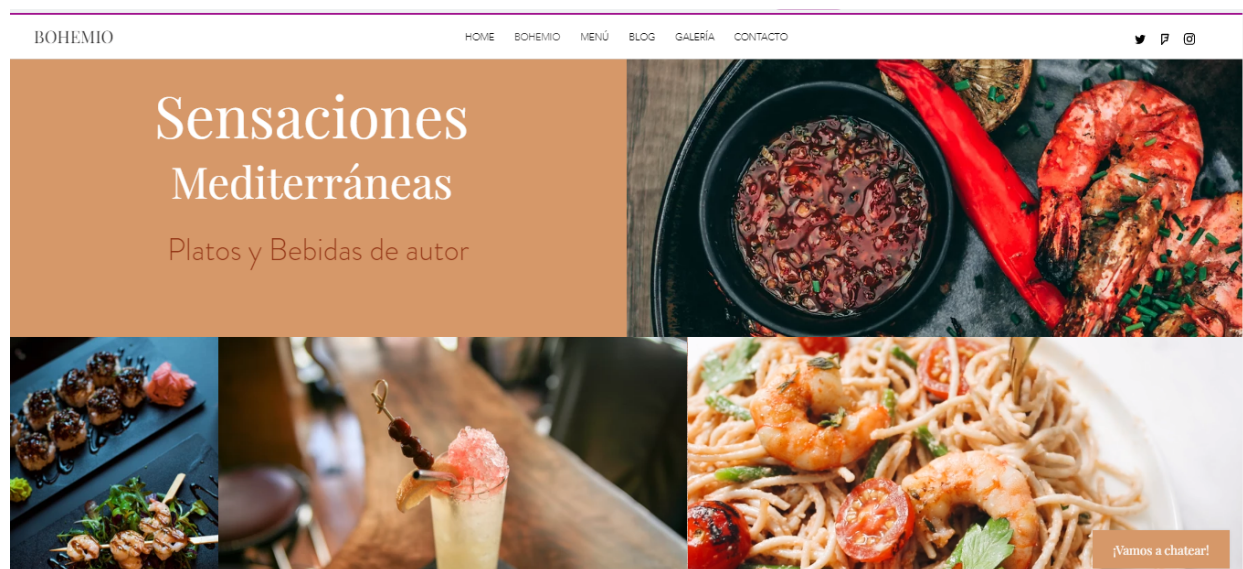 BOHEMIO
HOME BOHEMIO MENÚ BLOG GALERÍA CONTACTO
Sensaciones
Mediterráneas
Platos y Bebidas de autor
¡Vamos a chatear!